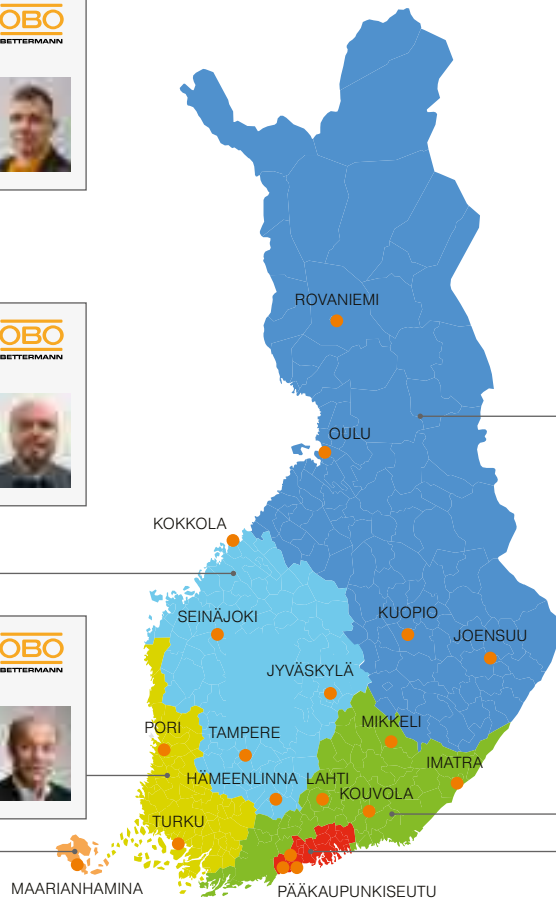 OBO
BETTERMANN
ROVANIEMI
OBO
BETTERMANN
OULU
KOKKOLA
SEINÄJOKI
KUOPIO
JOENSUU
OBO
BETTERMANN
JYVÄSKYLÄ
PORI
TAMPERE
MIKKELI
IMATRA
HÄMEENLINNA
LAHTI
KOUVOLA
TURKU
MAARIANHAMINA
PÄÄKAUPUNKISEUTU